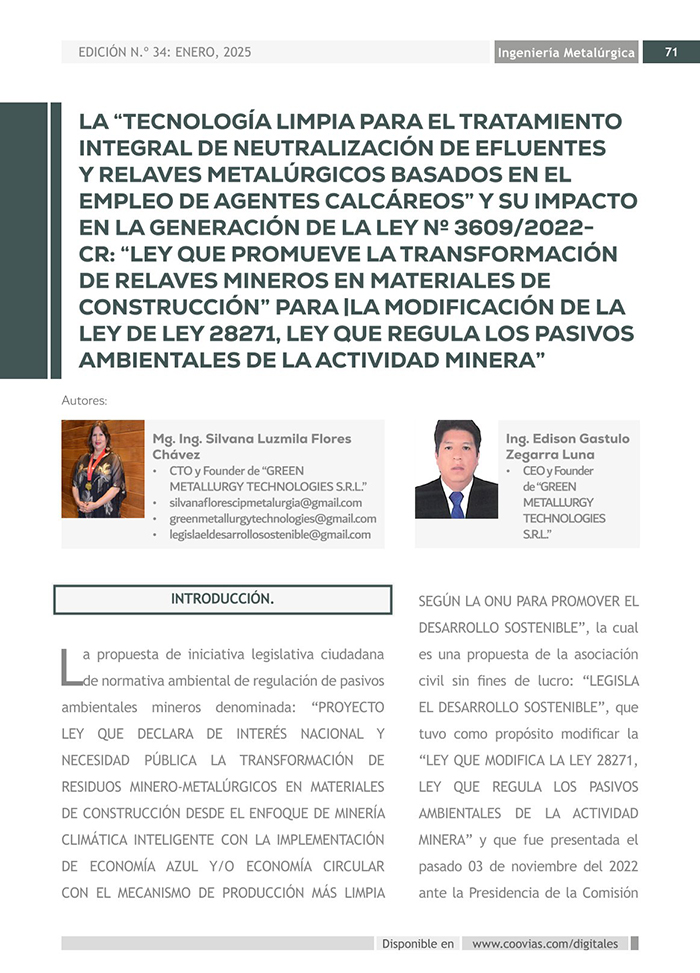 EDICIÓN N.º 34: ENERO, 2025
Ingeniería Metalúrgica
71
LA “TECNOLOGÍA LIMPIA PARA EL TRATAMIENTO
INTEGRAL DE NEUTRALIZACIÓN DE EFLUENTES
Y RELAVES METALÚRGICOS BASADOS EN EL
EMPLEO DE AGENTES CALCÁREOS” Y SU IMPACTO
EN LA GENERACIÓN DE LA LEY Nº 3609/2022-
CR: “LEY QUE PROMUEVE LA TRANSFORMACIÓN
DE RELAVES MINEROS EN MATERIALES DE
CONSTRUCCIÓN” PARA |LA MODIFICACIÓN DE LA
LEY DE LEY 28271, LEY QUE REGULA LOS PASIVOS
AMBIENTALES DE LA ACTIVIDAD MINERA”
Autores:
Mg. Ing. Silvana Luzmila Flores
Chávez
• CTO y Founder de “GREEN
METALLURGY TECHNOLOGIES S.R.L.”
• silvanaflorescipmetalurgia@gmail.com
• greenmetallurgytechnologies@gmail.com
• legislaeldesarrollosostenible@gmail.com
Ing. Edison Gastulo
Zegarra Luna
• CEO y Founder
de “GREEN
METALLURGY
TECHNOLOGIES
S.R.L.”
INTRODUCCIÓN.
La propuesta de iniciativa legislativa ciudadana
de normativa ambiental de regulación de pasivos
ambientales mineros denominada: “PROYECTO
LEY QUE DECLARA DE INTERÉS NACIONAL Y
NECESIDAD PÚBLICA LA TRANSFORMACIÓN DE
RESIDUOS MINERO-METALÚRGICOS EN MATERIALES
DE CONSTRUCCIÓN DESDE EL ENFOQUE DE MINERÍA
CLIMÁTICA INTELIGENTE CON LA IMPLEMENTACIÓN
DE ECONOMÍA AZUL Y/O ECONOMÍA CIRCULAR
CON EL MECANISMO DE PRODUCCIÓN MÁS LIMPIA
SEGÚN LA ONU PARA PROMOVER EL
DESARROLLO SOSTENIBLE”, la cual
es una propuesta de la asociación
civil sin fines de lucro: “LEGISLA
EL DESARROLLO SOSTENIBLE”, que
tuvo como propósito modificar la
“LEY QUE MODIFICA LA LEY 28271,
LEY QUE REGULA LOS PASIVOS
AMBIENTALES DE LA ACTIVIDAD
MINERA” y que fue presentada el
pasado 03 de noviembre del 2022
ante la Presidencia de la Comisión
Disponible en
www.coovias.com/digitales